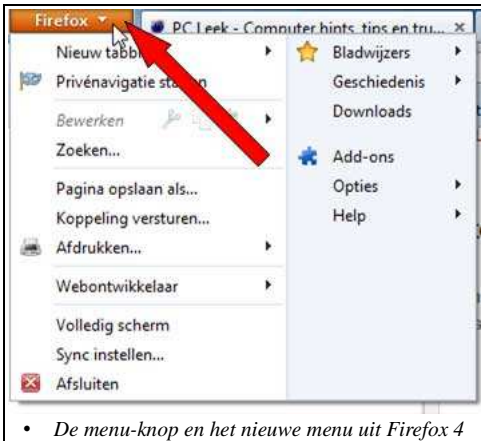 Firefox
PC Leek - Computer hints, tips en tru...
Nieuw tabbl
Privénavigatie
Bewerken
Zoeken...
Pagina opslaan als...
Koppeling versturen...
Afdrukken...
Webontwikkelaar
Volledig scherm
Sync instellen...
Afsluiten
Bladwijzers
Geschiedenis
Downloads
Add-ons
Opties
Help
• De menu-knop en het nieuwe menu uit Firefox 4